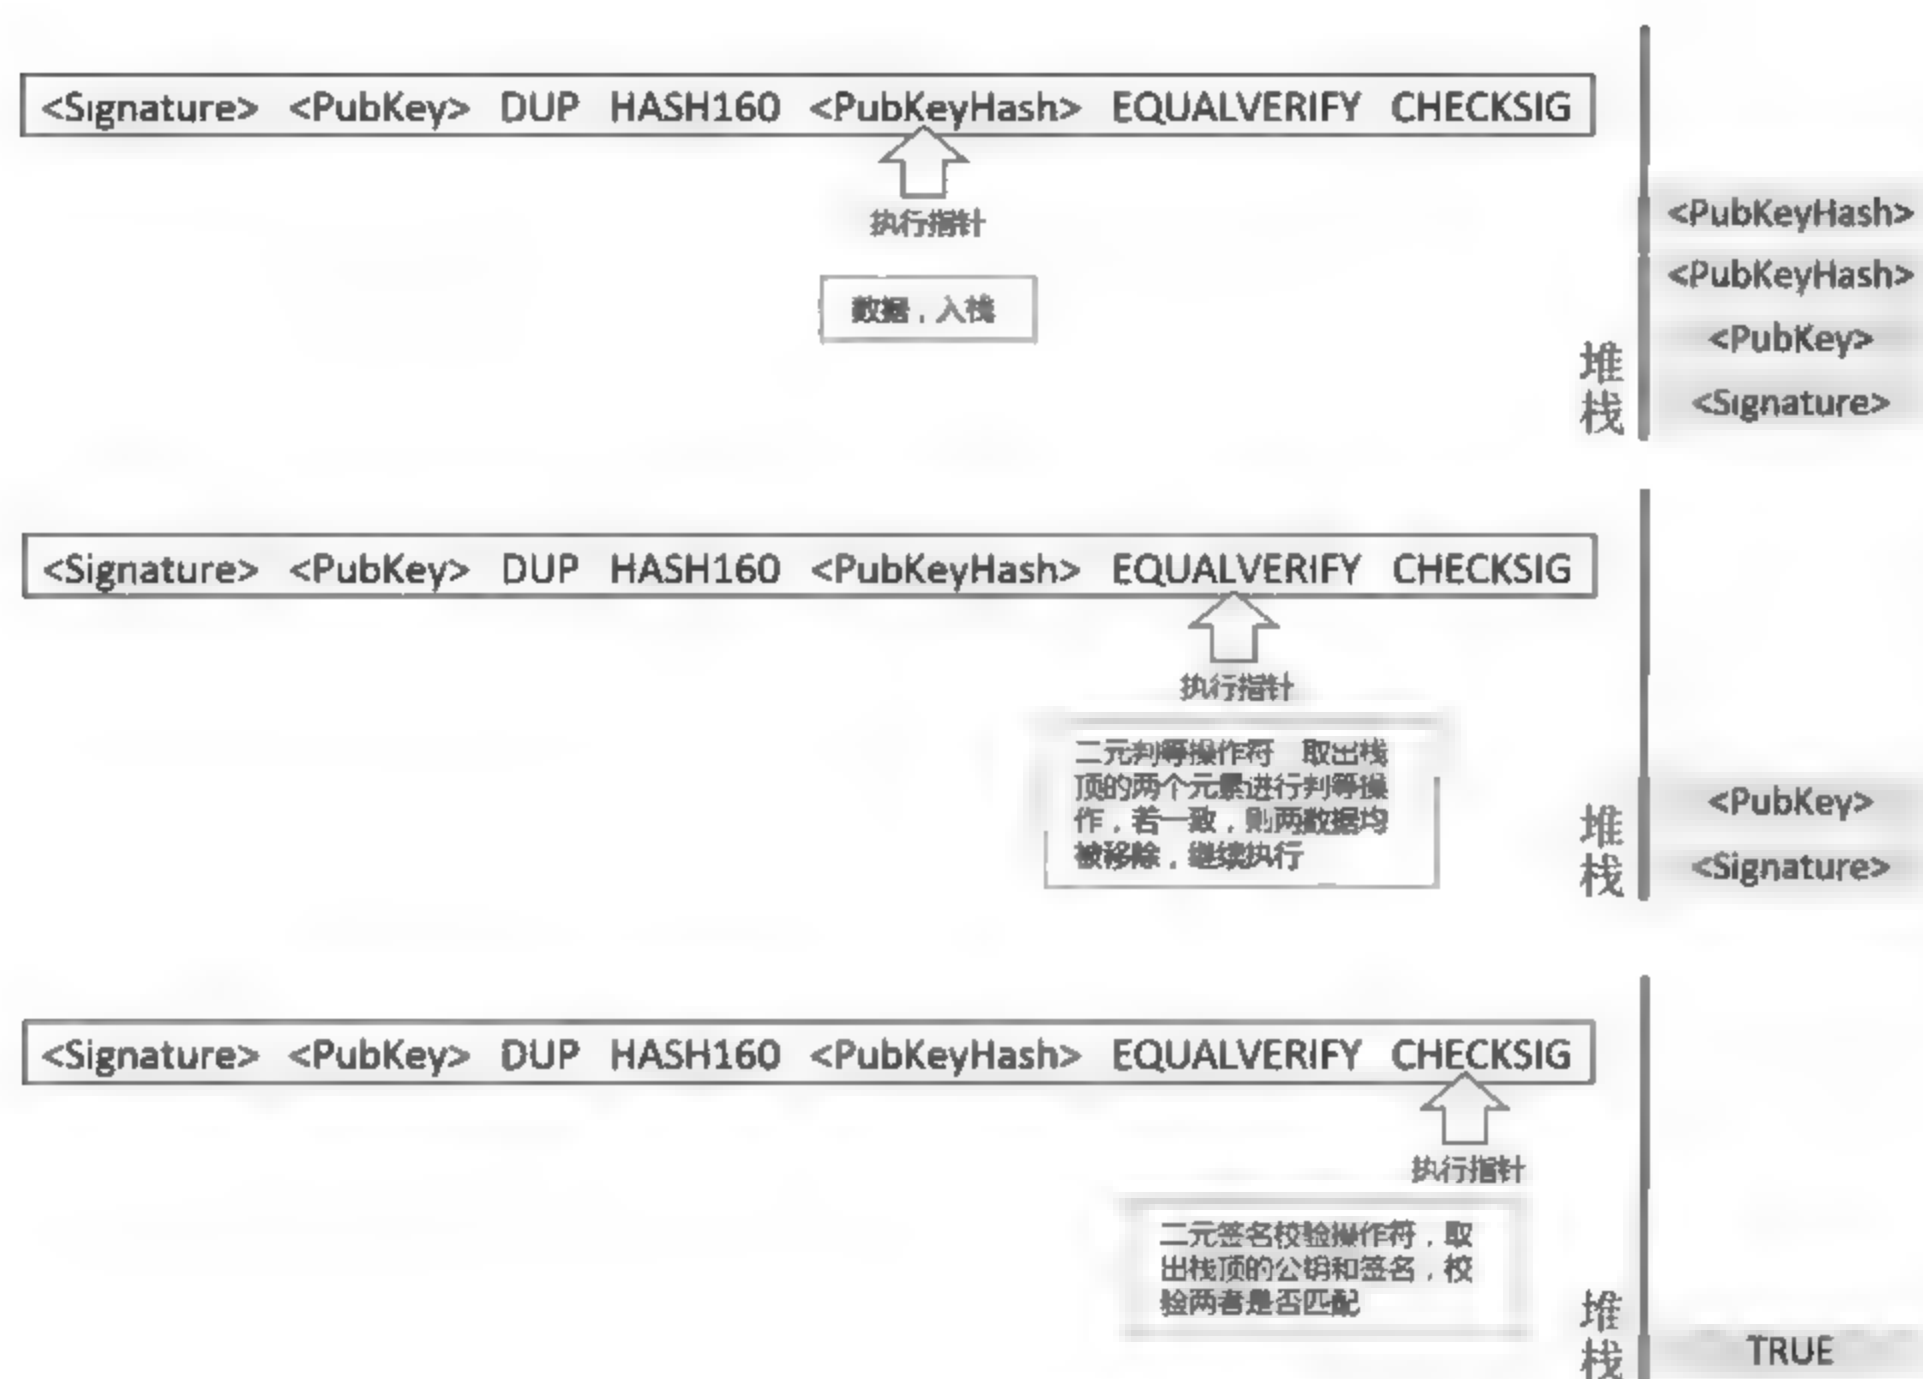 <Signature> <PubKey> DUP HASH160 <PubKeyHash> EQUALVERIFY CHECKSIG
执行指针
数据，入栈
<PubKeyHash>
<PubKeyHash>
<PubKey>
<Signature>
堆栈
<Signature> <PubKey> DUP HASH160 <PubKeyHash> EQUALVERIFY CHECKSIG
执行指针
二元判等操作符 取出栈
顶的两个元素进行判等操
作，若一致，则两数据均
被移除，继续执行
<PubKey>
<Signature>
堆栈
<Signature> <PubKey> DUP HASH160 <PubKeyHash> EQUALVERIFY CHECKSIG
执行指针
二元签名校验操作符，取
出栈顶的公钥和签名，校
验两者是否匹配
堆栈
TRUE